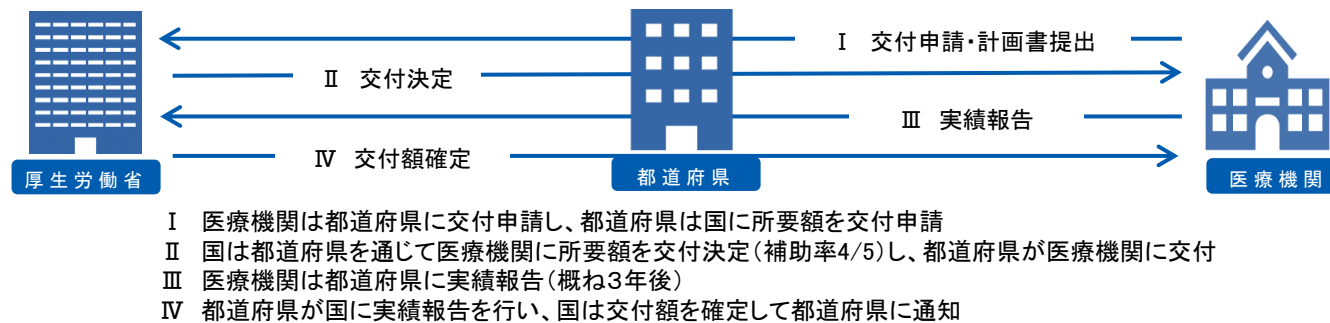 Ⅰ 交付申請・計画書提出
Ⅱ 交付決定
Ⅲ 実績報告
Ⅳ 交付額確定
厚生労働省
都道府県
医療機関
Ⅰ 医療機関は都道府県に交付申請し、都道府県は国に所要額を交付申請
Ⅱ 国は都道府県を通じて医療機関に所要額を交付決定(補助率4/5)し、都道府県が医療機関に交付
Ⅲ 医療機関は都道府県に実績報告(概ね3年後)
Ⅳ 都道府県が国に実績報告を行い、国は交付額を確定して都道府県に通知